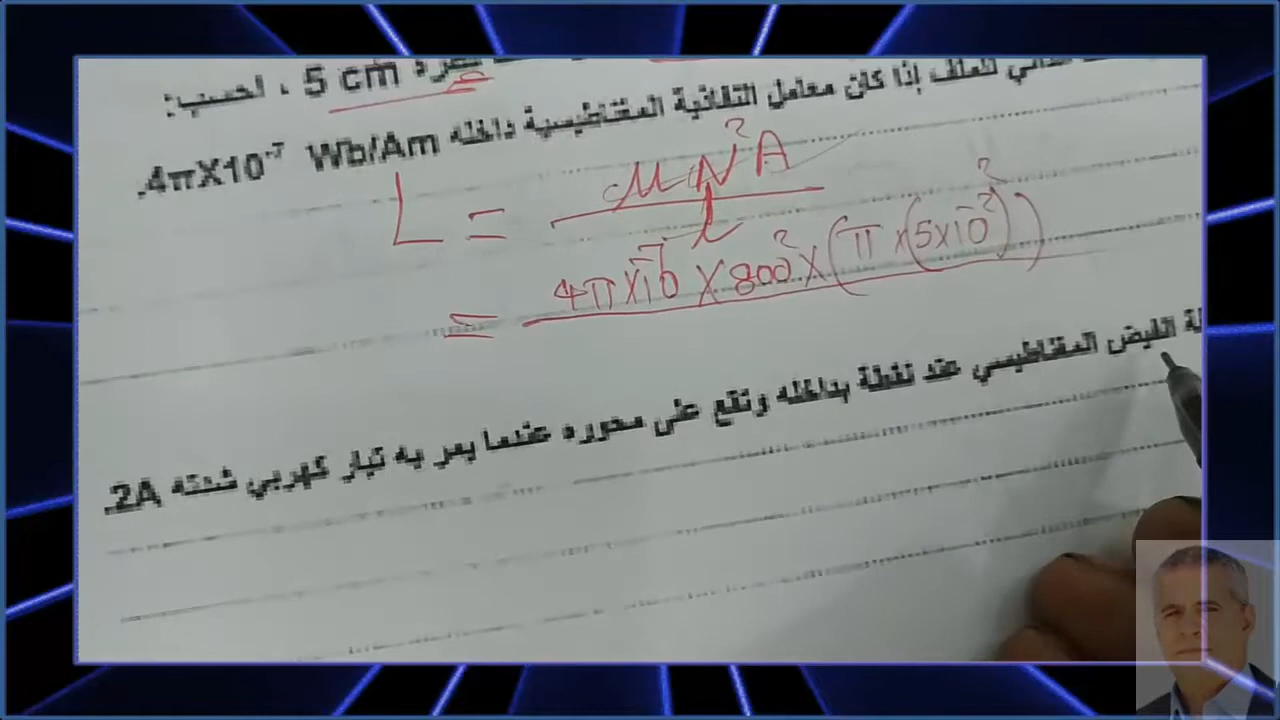 قطره 5 cm ، احسب:
للملف إذا كان معامل النفاذية المغناطيسية داخله 4πX10⁻⁷ Wb/Am.
L = μN²A / l
= 4π×10⁻⁷ × 800² × (π × (5×10⁻²)²)
الفيض المغناطيسي عند نقطة بداخله وتقع على محوره عندما يمر به تيار كهربي شدته 2A.